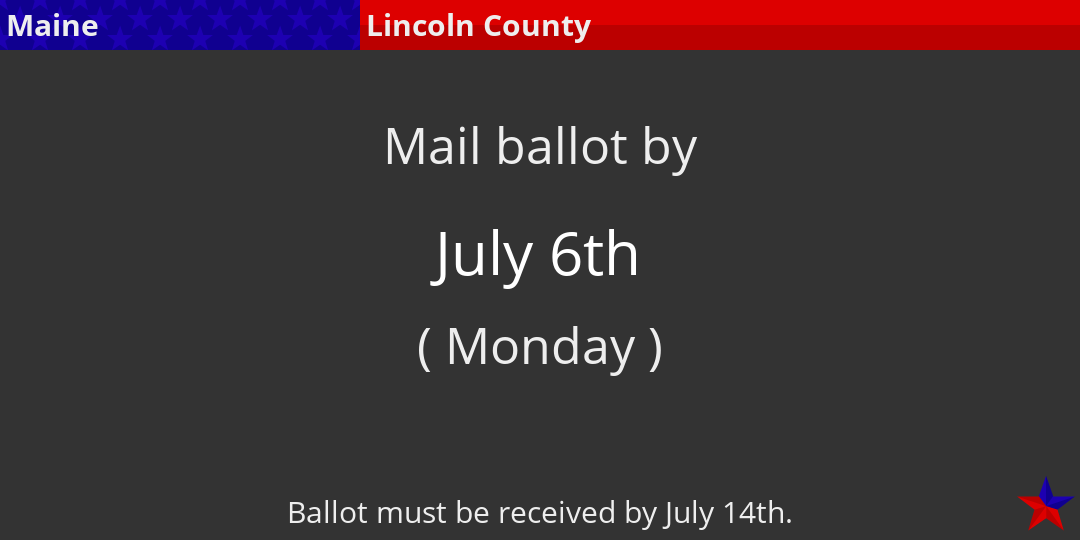 Maine
Lincoln County
Mail ballot by
July 6th
( Monday )
Ballot must be received by July 14th.